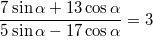 \frac{7 \sin \alpha + 13 \cos \alpha}{5 \sin \alpha - 17 \cos \alpha} = 3